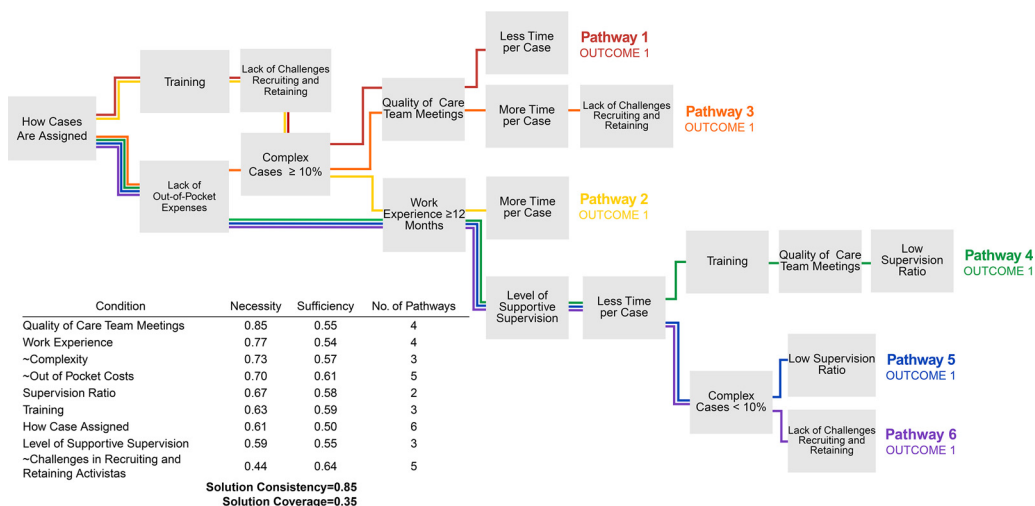 Less Time
per Case
Pathway 1
OUTCOME 1
Training
Lack of Challenges
Recruiting and
Retaining
How Cases
Are Assigned
Quality of Care
Team Meetings
More Time
per Case
Lack of Challenges
Recruiting and
Retaining
Pathway 3
OUTCOME 1
Complex
Cases ≥ 10%
Lack of
Out-of-Pocket
Expenses
Work
Experience ≥12
Months
More Time
per Case
Pathway 2
OUTCOME 1
Level of
Supportive
Supervision
Less Time
per Case
Training
Quality of Care
Team Meetings
Low
Supervision
Ratio
Pathway 4
OUTCOME 1
Complex
Cases < 10%
Low Supervision
Ratio
Pathway 5
OUTCOME 1
Lack of Challenges
Recruiting and
Retaining
Pathway 6
OUTCOME 1
Condition Necessity Sufficiency No. of Pathways
Quality of Care Team Meetings 0.85 0.55 4
Work Experience 0.77 0.54 4
~Complexity 0.73 0.57 3
~Out of Pocket Costs 0.70 0.61 5
Supervision Ratio 0.67 0.58 2
Training 0.63 0.59 3
How Case Assigned 0.61 0.50 6
Level of Supportive Supervision 0.59 0.55 3
~Challenges in Recruiting and
Retaining Activistas 0.44 0.64 5
Solution Consistency=0.85
Solution Coverage=0.35